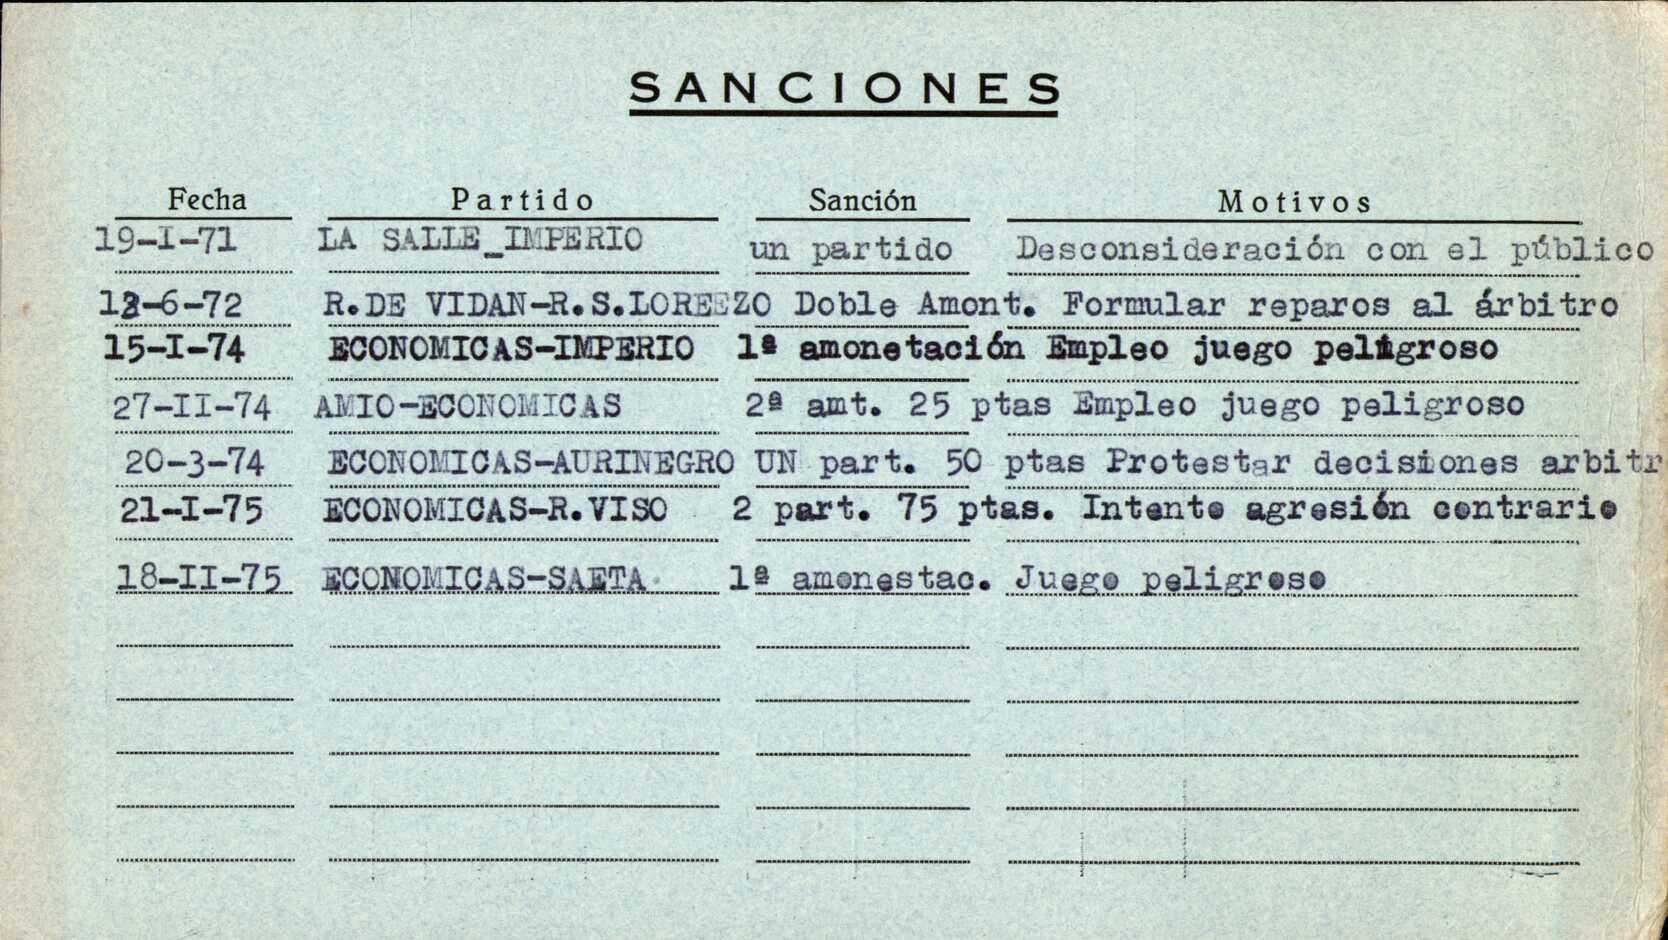 SANCIONES
Fecha Partido Sanción Motivos
19-I-71 LA SALLE_IMPERIO un partido Desconsideración con el público
-6-72 R.DE VIDAN-R.S.LORENZO Doble Amont. Formular reparos al árbitro
15-I-74 ECONOMICAS-IMPERIO 1ª amonetación Empleo juego peligroso
27-II-74 AMIO-ECONOMICAS 2ª amt. 25 ptas Empleo juego peligroso
20-3-74 ECONOMICAS-AURINEGRO UN part. 50 ptas Protestar decisiones arbitr
21-I-75 ECONOMICAS-R.VISO 2 part. 75 ptas. Intento agresión contrario
18-II-75 ECONOMICAS-SAETA 1ª amonestac. Juego peligroso